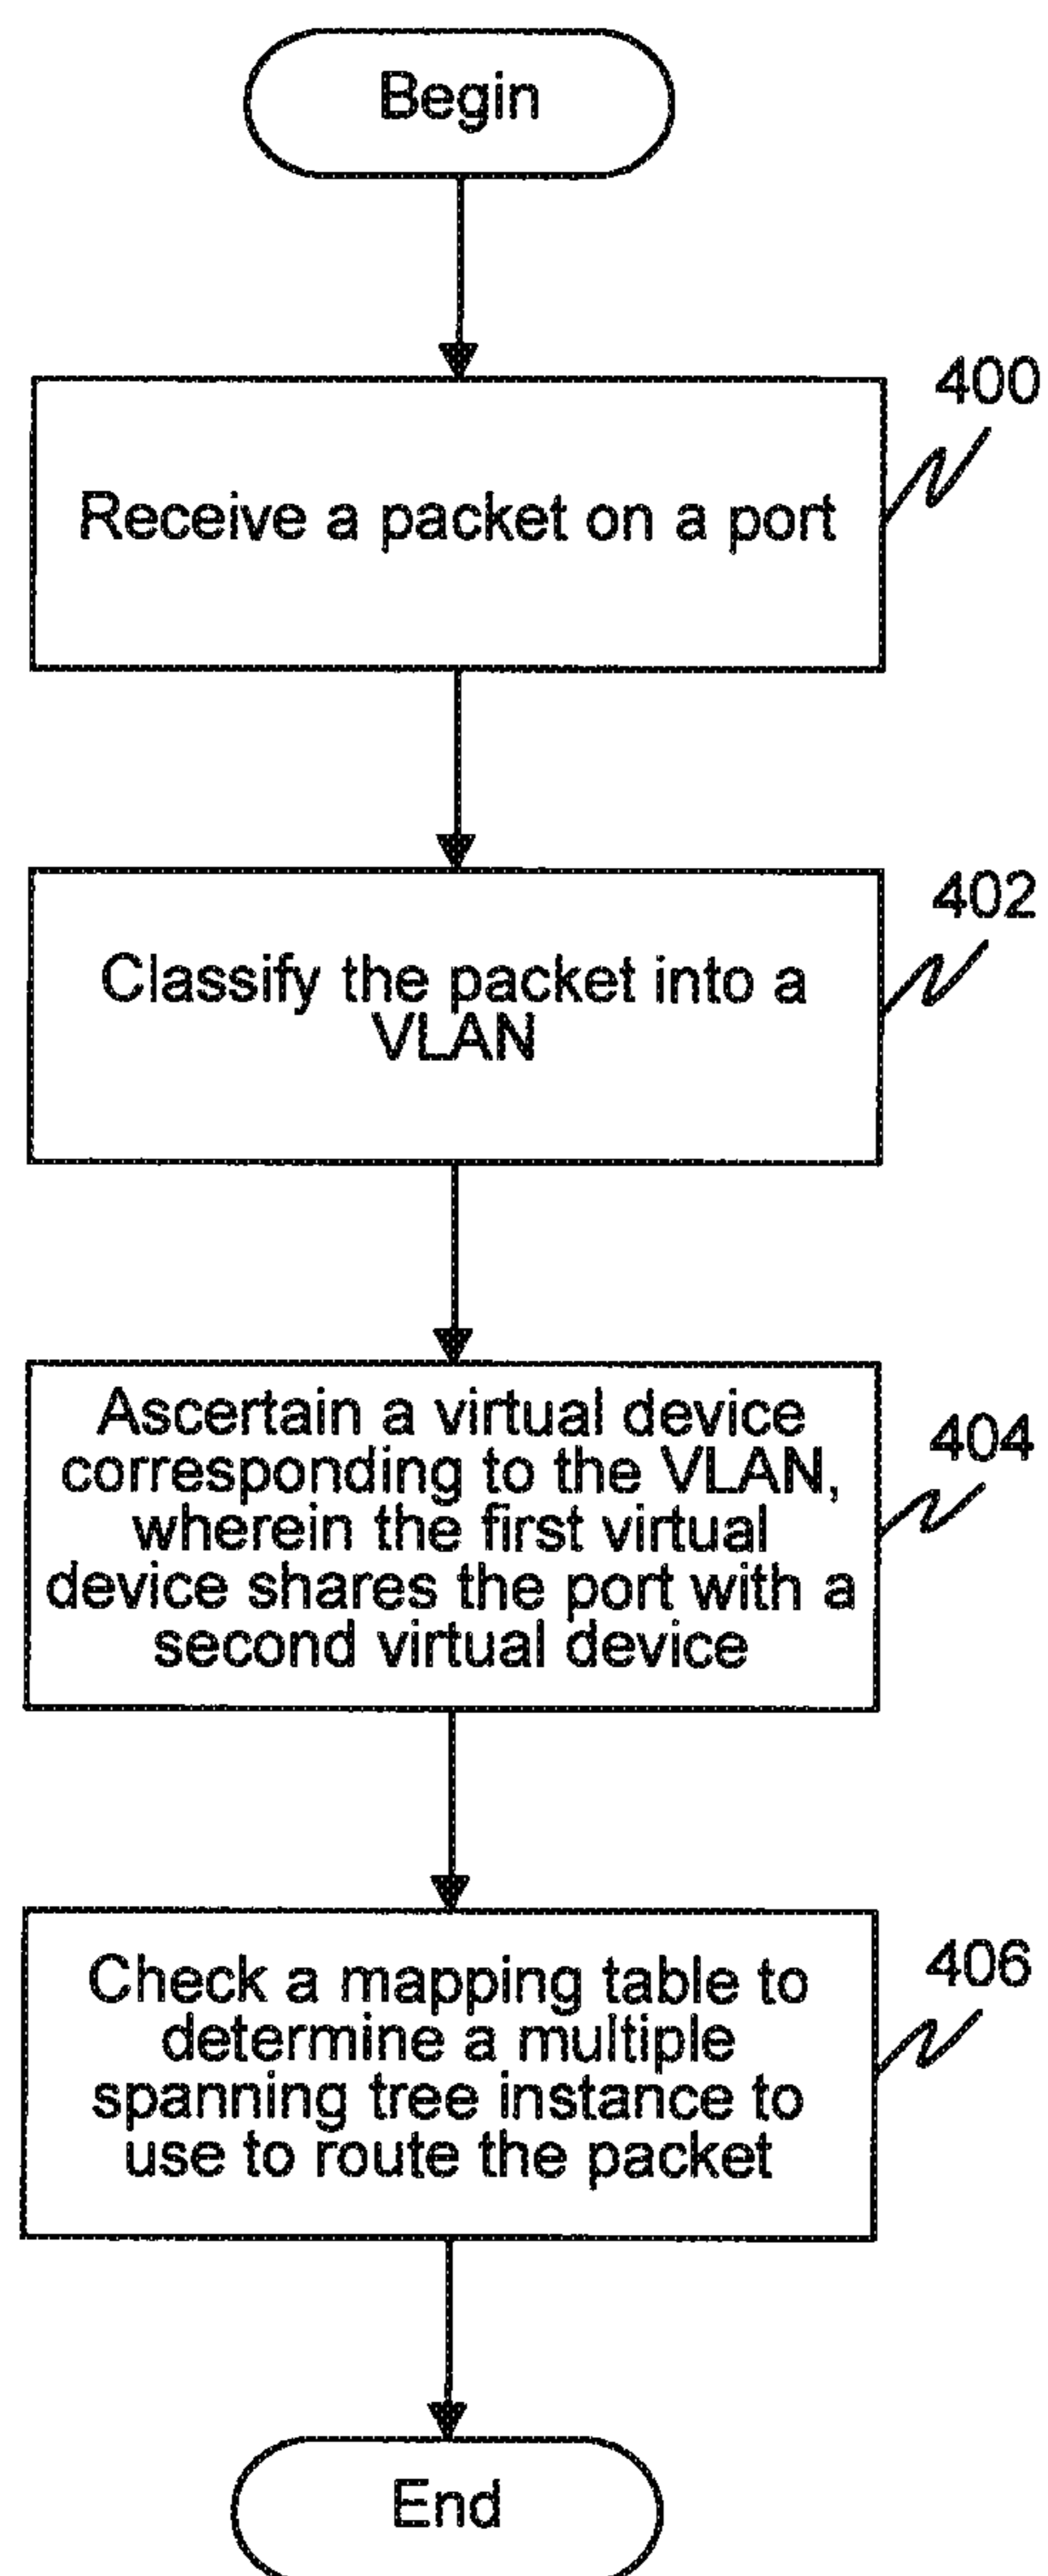 Begin
400
Receive a packet on a port
402
Classify the packet into a
VLAN
Ascertain a virtual device
corresponding to the VLAN,
wherein the first virtual
device shares the port with a
second virtual device
404
Check a mapping table to
determine a multiple
spanning tree instance to
use to route the packet
406
End